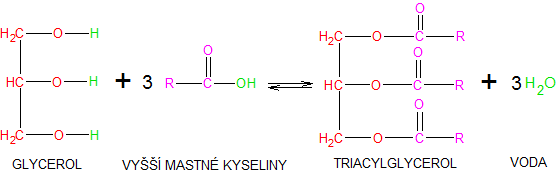 O
O
H₂C O H
H₂C O C R
O
O
HC O H + 3 R C OH
HC O C R + 3 H₂O
O
H₂C O H
H₂C O C R
GLYCEROL
VYŠŠÍ MASTNÉ KYSELINY
TRIACYLGLYCEROL
VODA